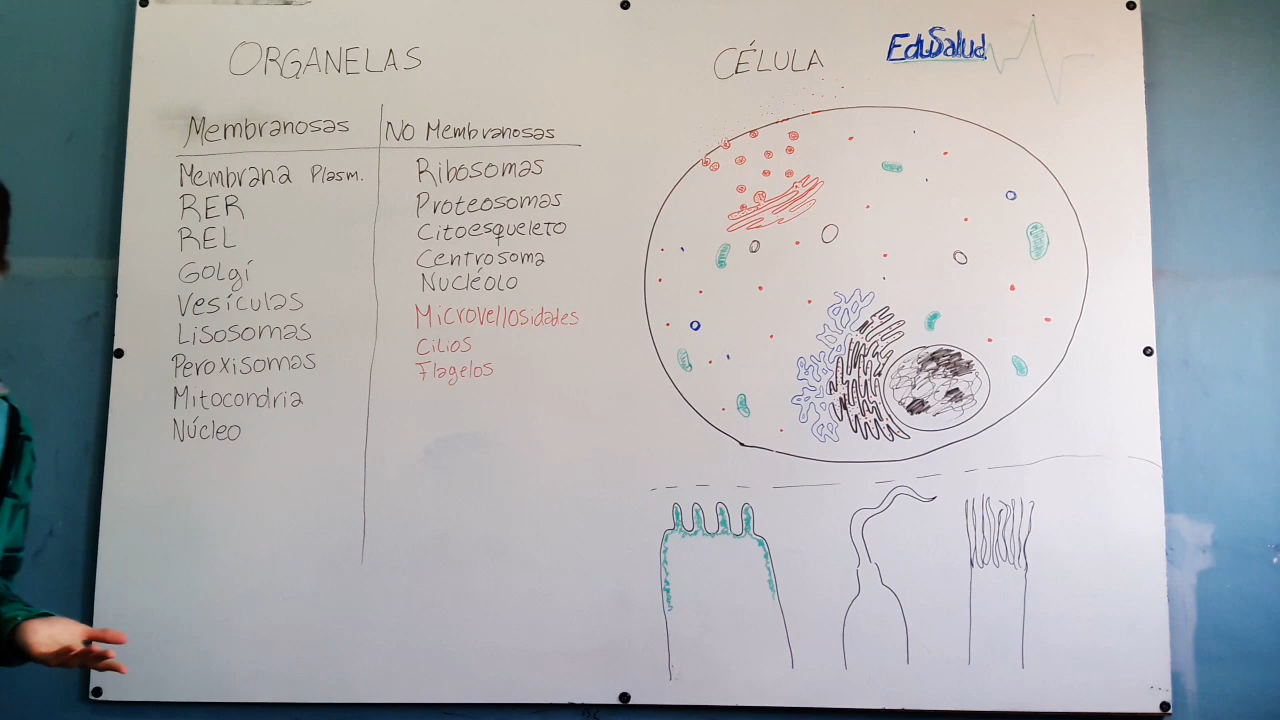 ORGANELAS
Membranosas
Membrana Plasm.
RER
REL
Golgí
Vesículas
Lisosomas
Peroxisomas
Mitocondria
Núcleo
No Membranosas
Ribosomas
Proteosomas
Citoesqueleto
Centrosoma
Nucléolo
Microvellosidades
Cilios
Flagelos
CÉLULA
EduSalud